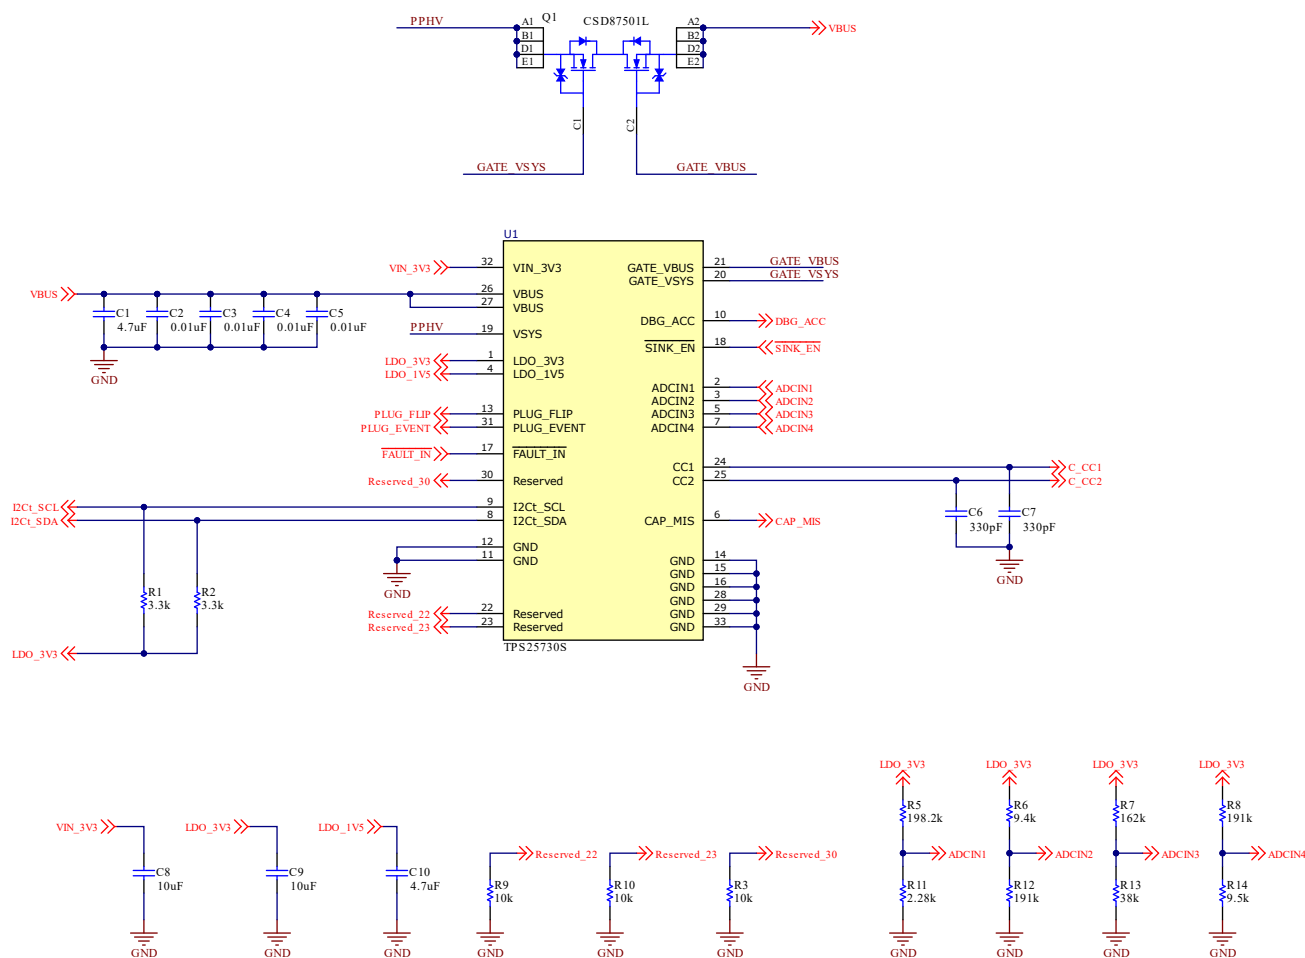 PPHV
A1
B1
D1
E1
Q1
CSD87501L
A2
B2
D2
E2
VBUS
C1
C2
GATE_VSYS
GATE_VBUS
U1
VIN_3V3
32
VIN_3V3
VBUS
26
VBUS
27
VBUS
C1
4.7uF
C2
0.01uF
C3
0.01uF
C4
0.01uF
C5
0.01uF
GND
PPHV
19
VSYS
LDO_3V3
1
LDO_3V3
LDO_1V5
4
LDO_1V5
PLUG_FLIP
13
PLUG_FLIP
PLUG_EVENT
31
PLUG_EVENT
FAULT_IN
17
FAULT_IN
Reserved_30
30
Reserved
I2Ct_SCL
9
I2Ct_SCL
I2Ct_SDA
8
I2Ct_SDA
12
GND
11
GND
GND
R1
3.3k
R2
3.3k
Reserved_22
22
Reserved
Reserved_23
23
Reserved
LDO_3V3
TPS25730S
GATE_VBUS
21
GATE_VBUS
GATE_VSYS
20
GATE_VSYS
DBG_ACC
10
DBG_ACC
SINK_EN
18
SINK_EN
ADCIN1
2
ADCIN1
ADCIN2
3
ADCIN2
ADCIN3
5
ADCIN3
ADCIN4
7
ADCIN4
CC1
24
C_CC1
CC2
25
C_CC2
C6
330pF
C7
330pF
GND
CAP_MIS
6
CAP_MIS
GND
14
GND
15
GND
16
GND
28
GND
29
GND
33
GND
VIN_3V3
C8
10uF
GND
LDO_3V3
C9
10uF
GND
LDO_1V5
C10
4.7uF
GND
Reserved_22
R9
10k
GND
Reserved_23
R10
10k
GND
Reserved_30
R3
10k
GND
LDO_3V3
R5
198.2k
ADCIN1
R11
2.28k
GND
LDO_3V3
R6
9.4k
ADCIN2
R12
191k
GND
LDO_3V3
R7
162k
ADCIN3
R13
38k
GND
LDO_3V3
R8
191k
ADCIN4
R14
9.5k
GND